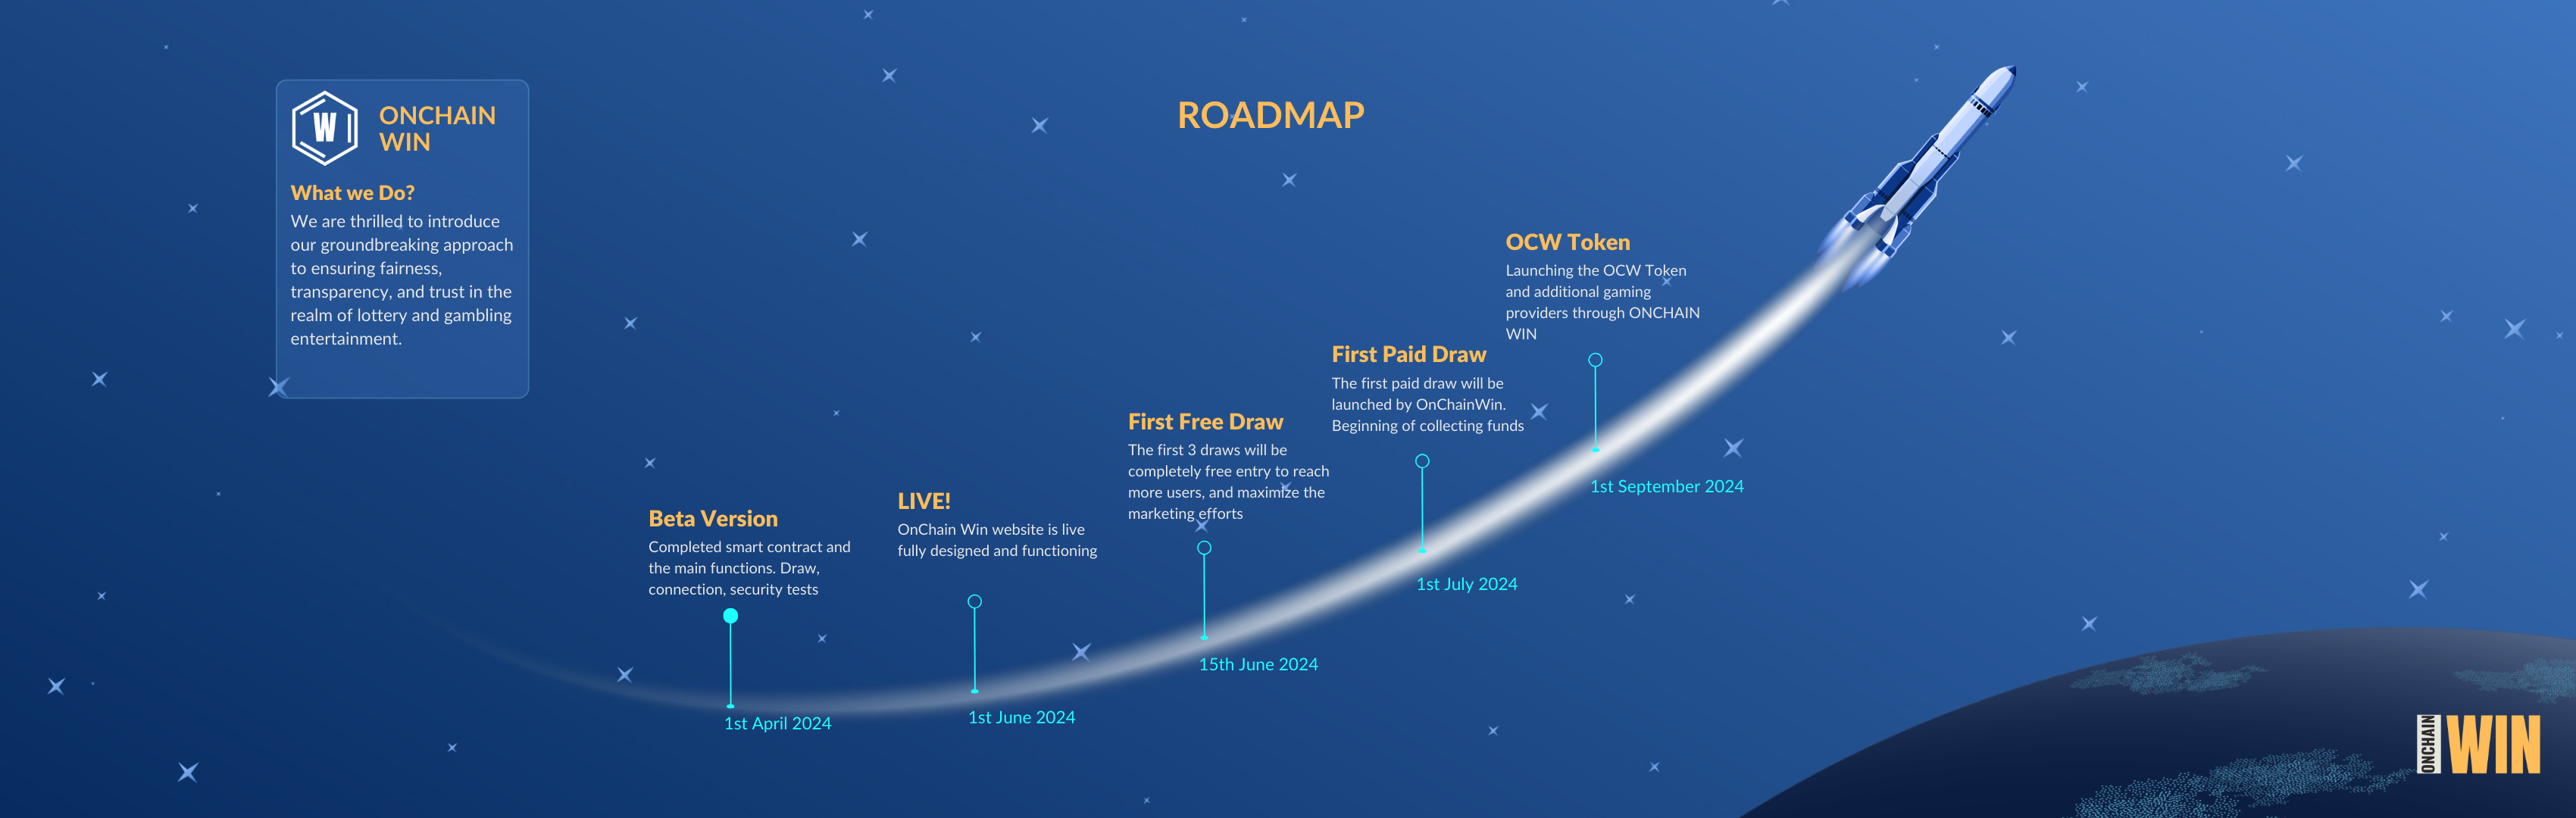 W
ONCHAIN
WIN
What we Do?
We are thrilled to introduce
our groundbreaking approach
to ensuring fairness,
transparency, and trust in the
realm of lottery and gambling
entertainment.
ROADMAP
Beta Version
Completed smart contract and
the main functions. Draw,
connection, security tests
1st April 2024
LIVE!
OnChain Win website is live
fully designed and functioning
1st June 2024
First Free Draw
The first 3 draws will be
completely free entry to reach
more users, and maximize the
marketing efforts
15th June 2024
First Paid Draw
The first paid draw will be
launched by OnChainWin.
Beginning of collecting funds
1st July 2024
OCW Token
Launching the OCW Token
and additional gaming
providers through ONCHAIN
WIN
1st September 2024
ONCHAIN
WIN